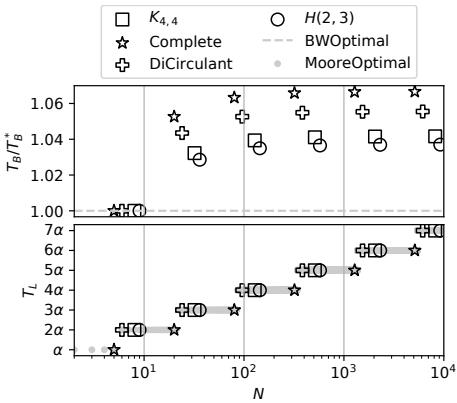 K4,4
H(2, 3)
Complete
BWOptimal
DiCirculant
MooreOptimal
1.06
1.04
1.02
1.00
TB/TB*
7α
6α
5α
4α
3α
2α
α
TL
10¹
10²
10³
10⁴
N